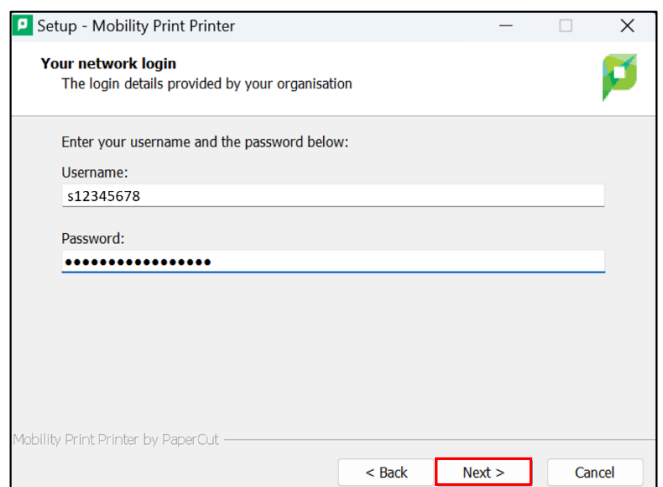 Setup - Mobility Print Printer
Your network login
The login details provided by your organisation
Enter your username and the password below:
Username:
s12345678
Password:
•••••••••••••••••
Mobility Print Printer by PaperCut
< Back Next > Cancel